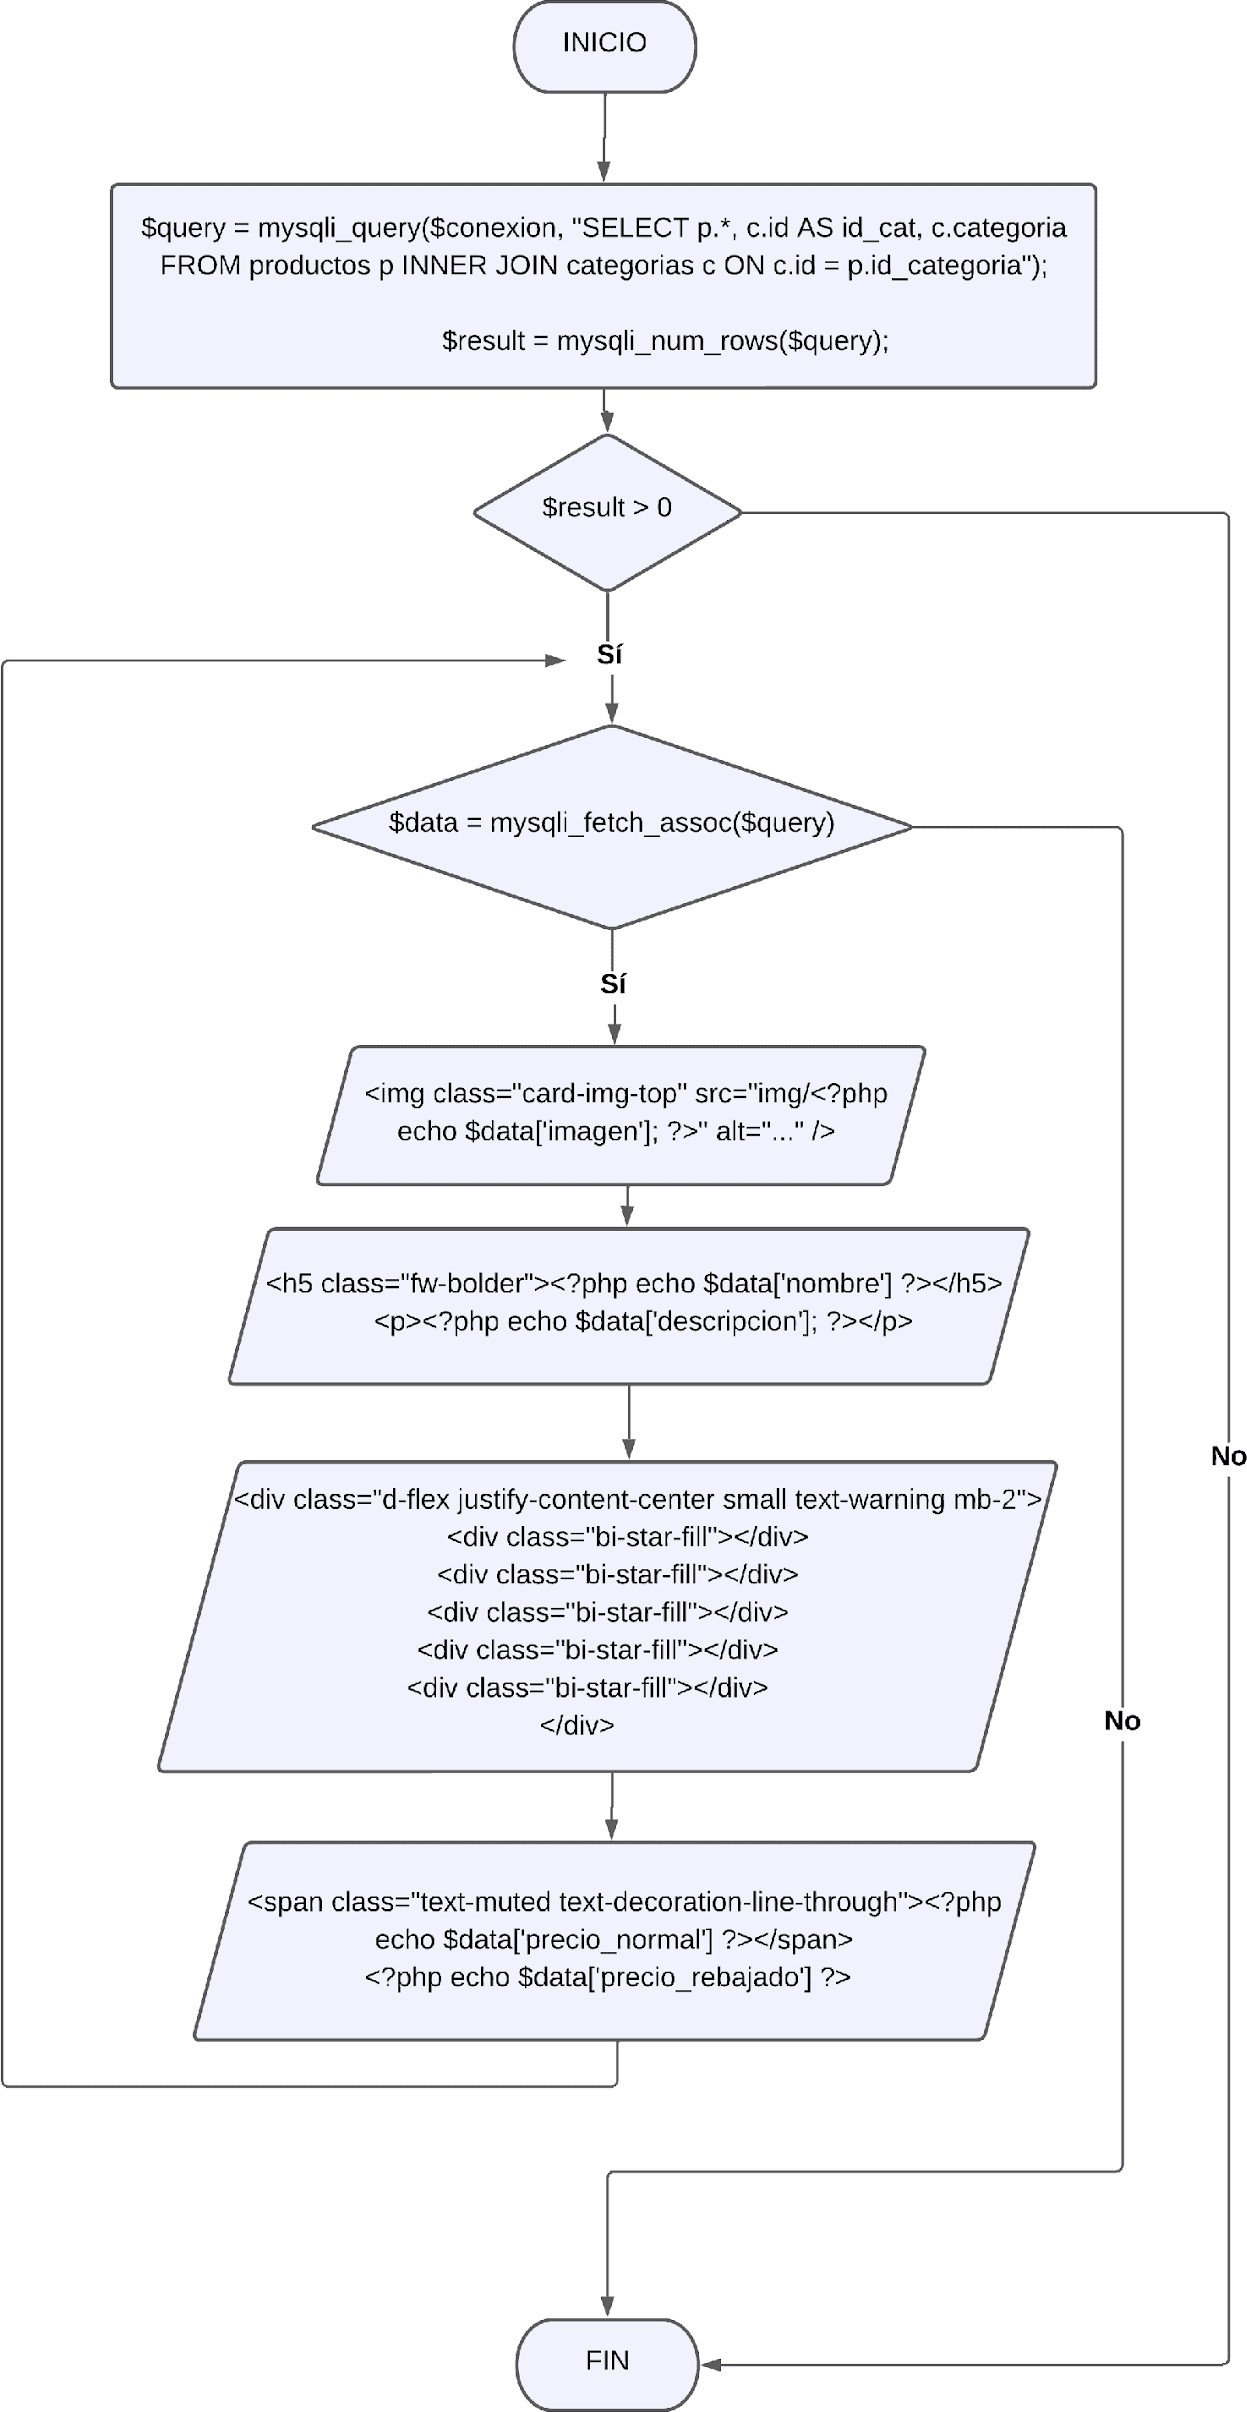 INICIO
$query = mysqli_query($conexion, "SELECT p.*, c.id AS id_cat, c.categoria
FROM productos p INNER JOIN categorias c ON c.id = p.id_categoria");
$result = mysqli_num_rows($query);
$result > 0
Sí
$data = mysqli_fetch_assoc($query)
Sí
<img class="card-img-top" src="img/<?php
echo $data['imagen']; ?>" alt="..." />
<h5 class="fw-bolder"><?php echo $data['nombre'] ?></h5>
<p><?php echo $data['descripcion']; ?></p>
No
<div class="d-flex justify-content-center small text-warning mb-2">
<div class="bi-star-fill"></div>
<div class="bi-star-fill"></div>
<div class="bi-star-fill"></div>
<div class="bi-star-fill"></div>
<div class="bi-star-fill"></div>
</div>
No
<span class="text-muted text-decoration-line-through"><?php
echo $data['precio_normal'] ?></span>
<?php echo $data['precio_rebajado'] ?>
FIN